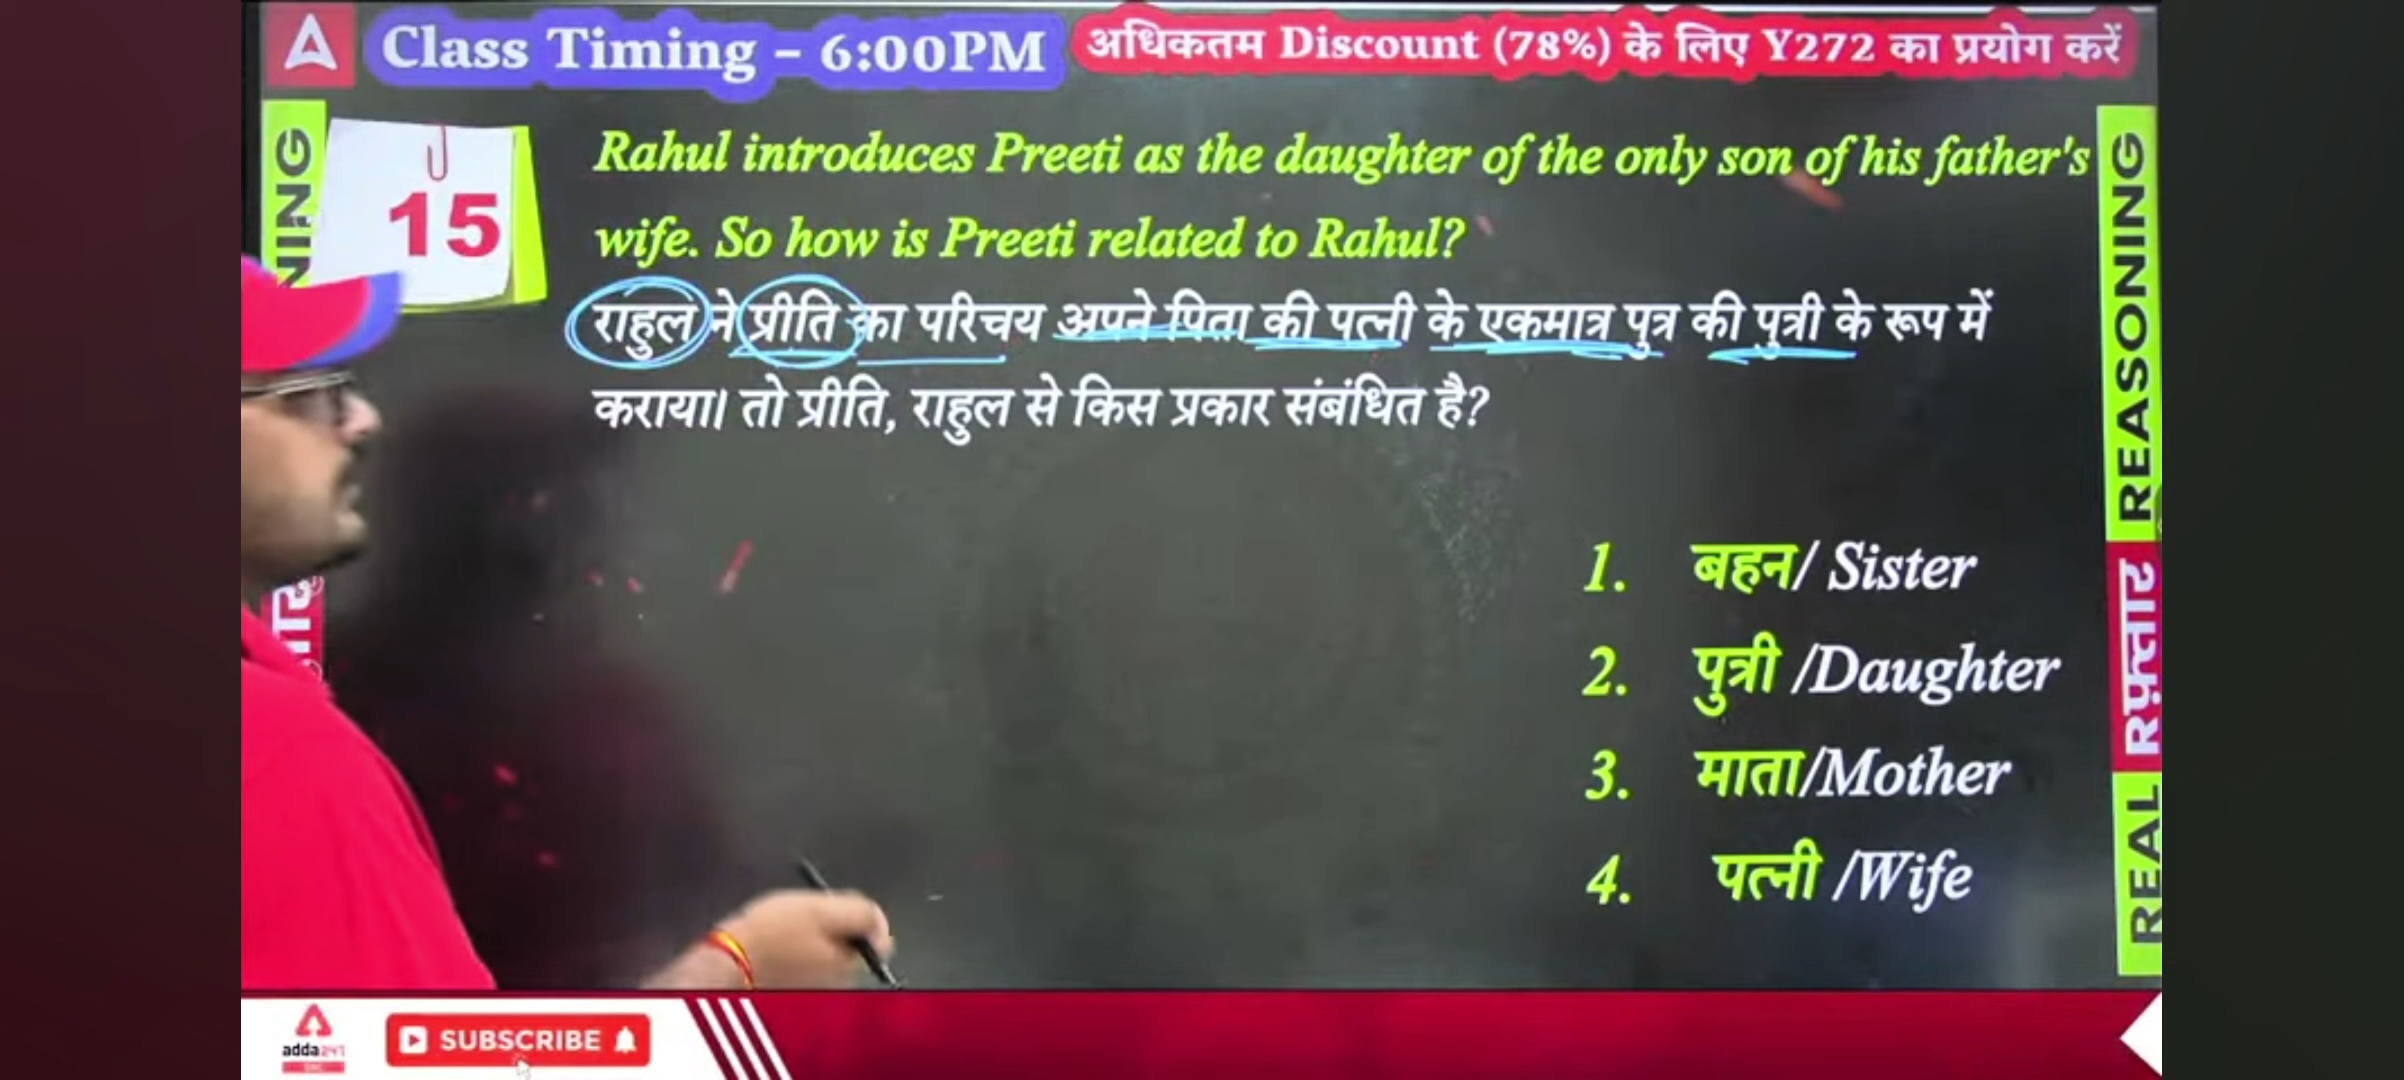 Class Timing – 6:00PM
अधिकतम Discount (78%) के लिए Y272 का प्रयोग करें
15
Rahul introduces Preeti as the daughter of the only son of his father's
wife. So how is Preeti related to Rahul?
राहुल ने प्रीति का परिचय अपने पिता की पत्नी के एकमात्र पुत्र की पुत्री के रूप में
कराया। तो प्रीति, राहुल से किस प्रकार संबंधित है?
1. बहन/ Sister
2. पुत्री /Daughter
3. माता/Mother
4. पत्नी /Wife
REASONING
रफ़्तार
REAL
adda247
SUBSCRIBE